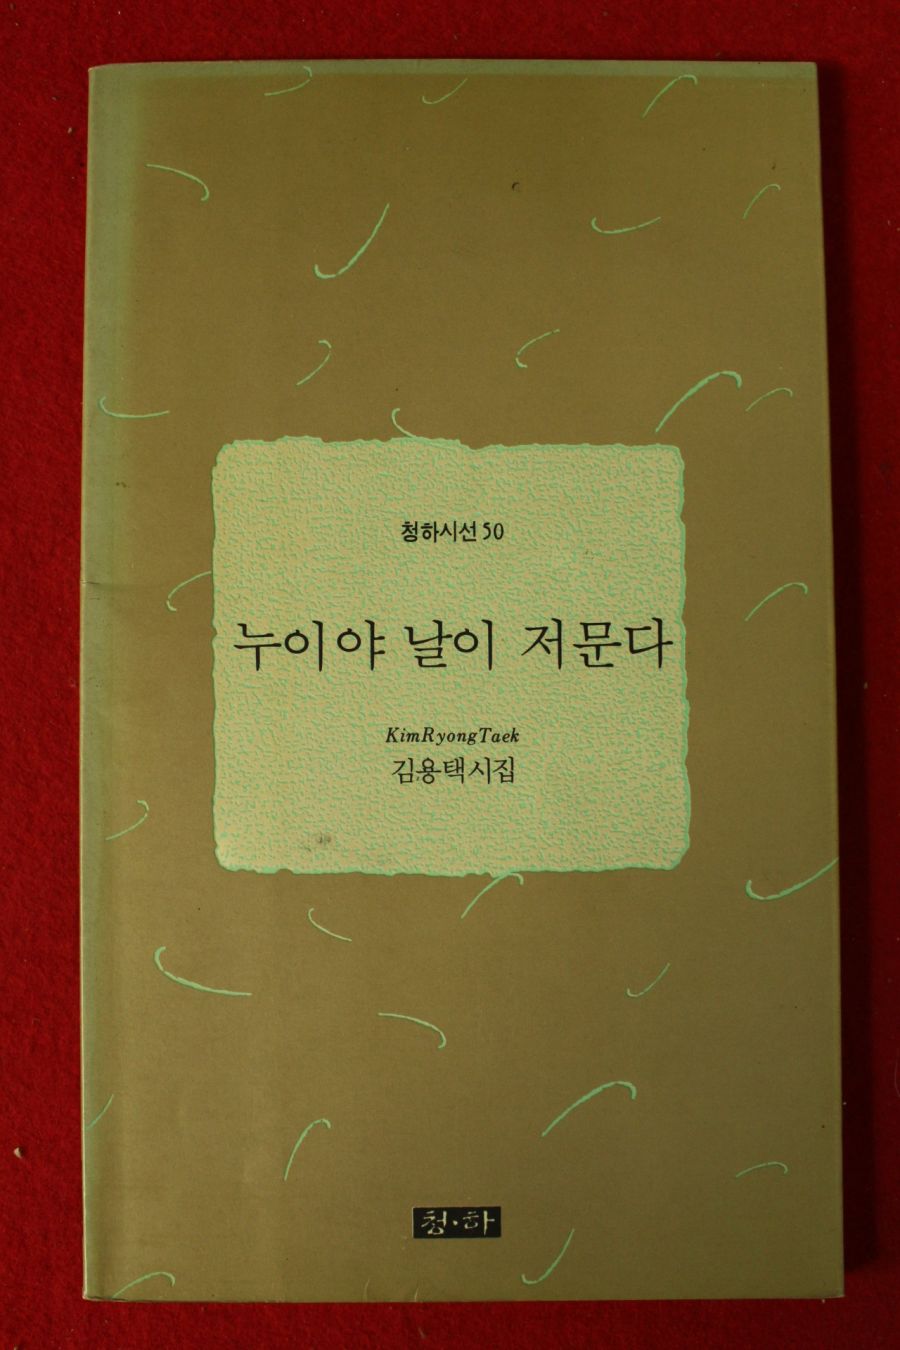 청하시선 50
누이야 날이 저문다
KimRyongTaek
김용택시집
청·하